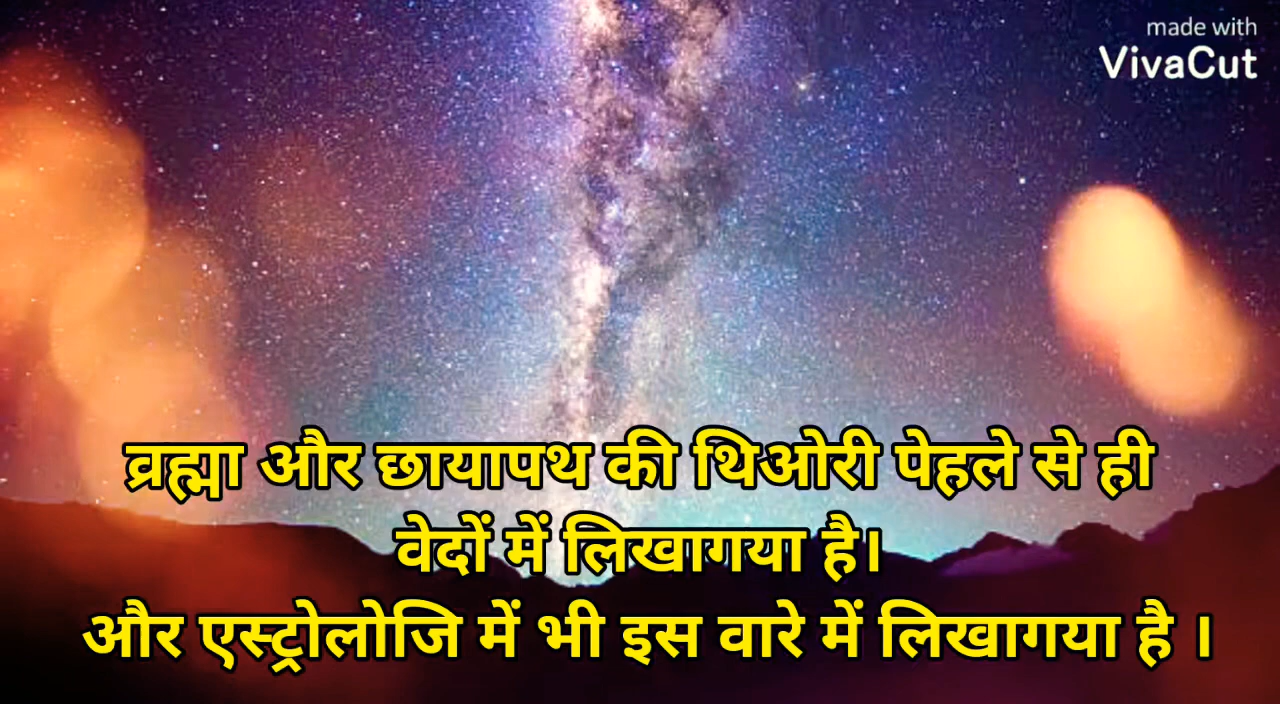 made with
VivaCut
व्रह्मा और छायापथ की थिओरी पेहले से ही
वेदों में लिखागया है।
और एस्ट्रोलोजि में भी इस वारे में लिखागया है ।